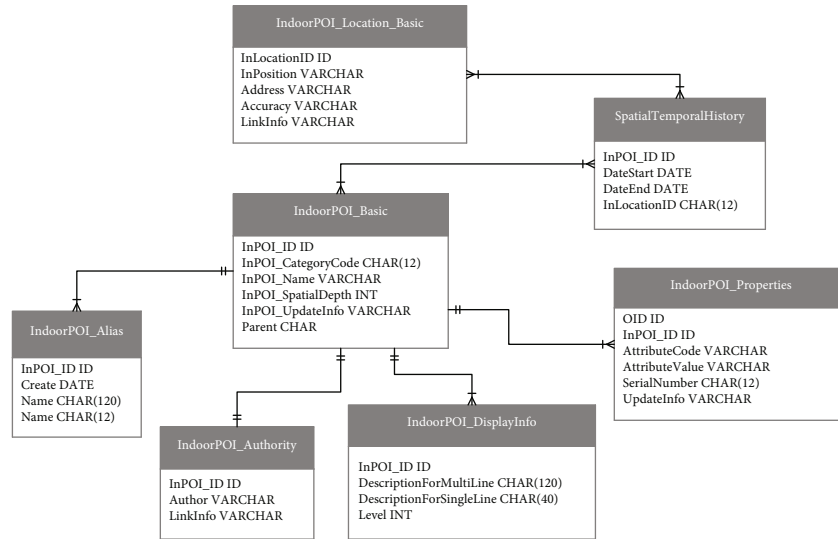 IndoorPOI_Location_Basic
InLocationID ID
InPosition VARCHAR
Address VARCHAR
Accuracy VARCHAR
LinkInfo VARCHAR
SpatialTemporalHistory
InPOI_ID ID
DateStart DATE
DateEnd DATE
InLocationID CHAR(12)
IndoorPOI_Basic
InPOI_ID ID
InPOI_CategoryCode CHAR(12)
InPOI_Name VARCHAR
InPOI_SpatialDepth INT
InPOI_UpdateInfo VARCHAR
Parent CHAR
IndoorPOI_Properties
OID ID
InPOI_ID ID
AttributeCode VARCHAR
AttributeValue VARCHAR
SerialNumber CHAR(12)
UpdateInfo VARCHAR
IndoorPOI_Alias
InPOI_ID ID
Create DATE
Name CHAR(120)
Name CHAR(12)
IndoorPOI_Authority
InPOI_ID ID
Author VARCHAR
LinkInfo VARCHAR
IndoorPOI_DisplayInfo
InPOI_ID ID
DescriptionForMultiLine CHAR(120)
DescriptionForSingleLine CHAR(40)
Level INT